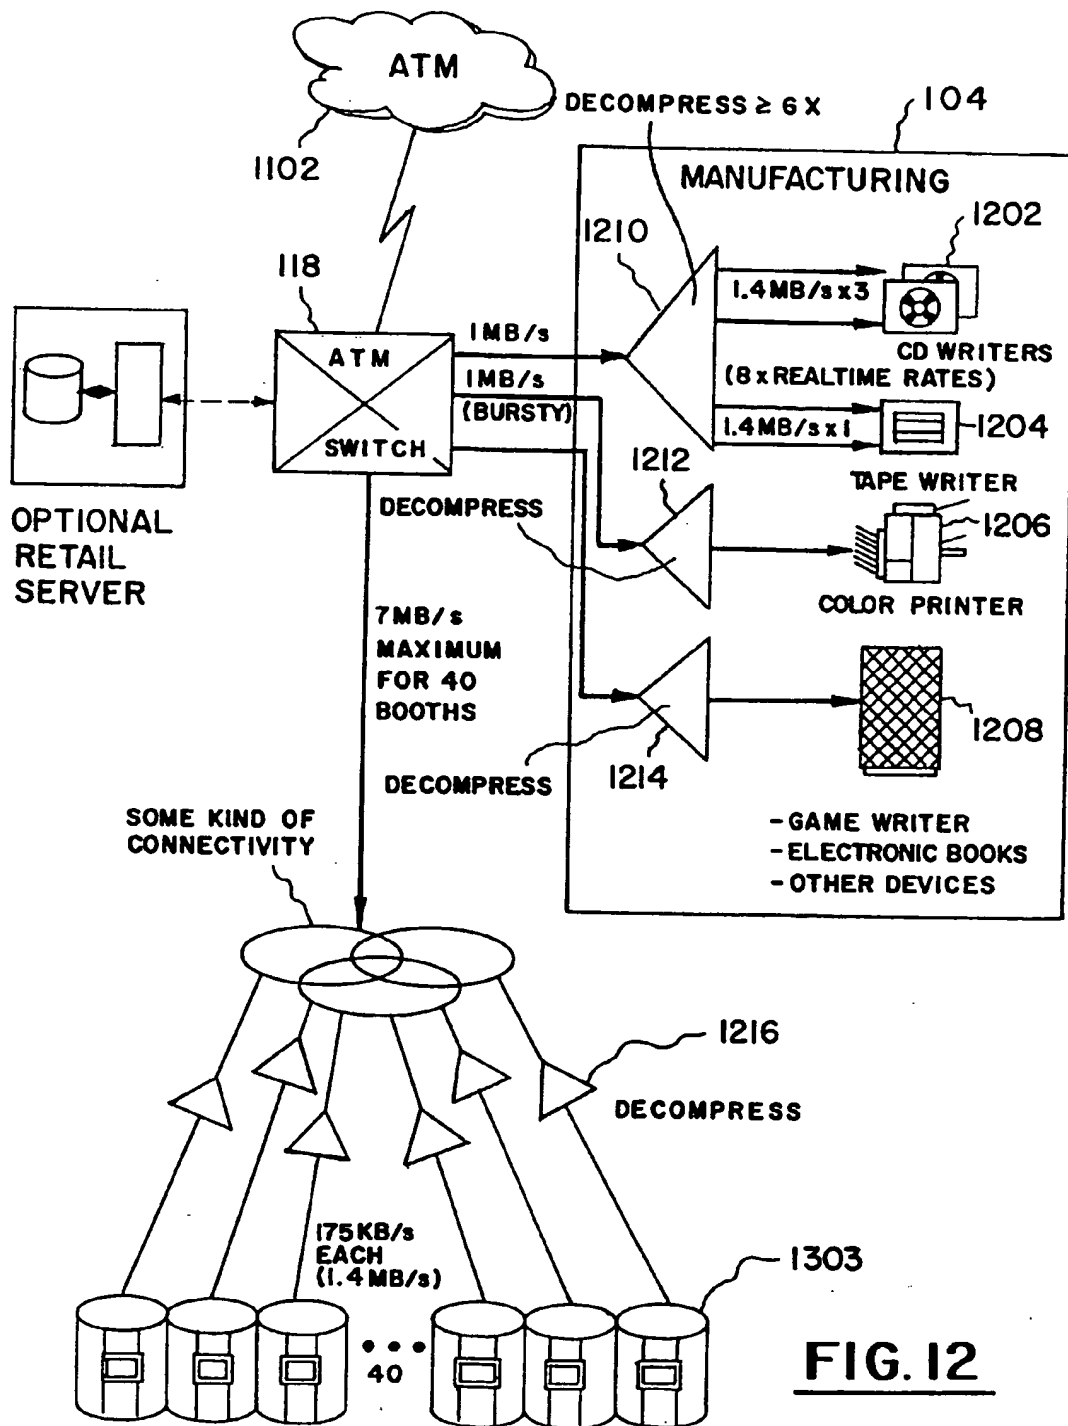 ATM
1102
DECOMPRESS ≥ 6X
104
MANUFACTURING
1210
1202
118
1.4MB/s x 3
ATM
SWITCH
1MB/s
1MB/s
(BURSTY)
CD WRITERS
(8 x REALTIME RATES)
1.4MB/s x 1
1204
TAPE WRITER
OPTIONAL
RETAIL
SERVER
DECOMPRESS
1212
1206
COLOR PRINTER
7MB/s
MAXIMUM
FOR 40
BOOTHS
1208
DECOMPRESS
1214
SOME KIND OF
CONNECTIVITY
- GAME WRITER
- ELECTRONIC BOOKS
- OTHER DEVICES
1216
DECOMPRESS
175KB/s
EACH
(1.4MB/s)
1303
40
FIG. 12